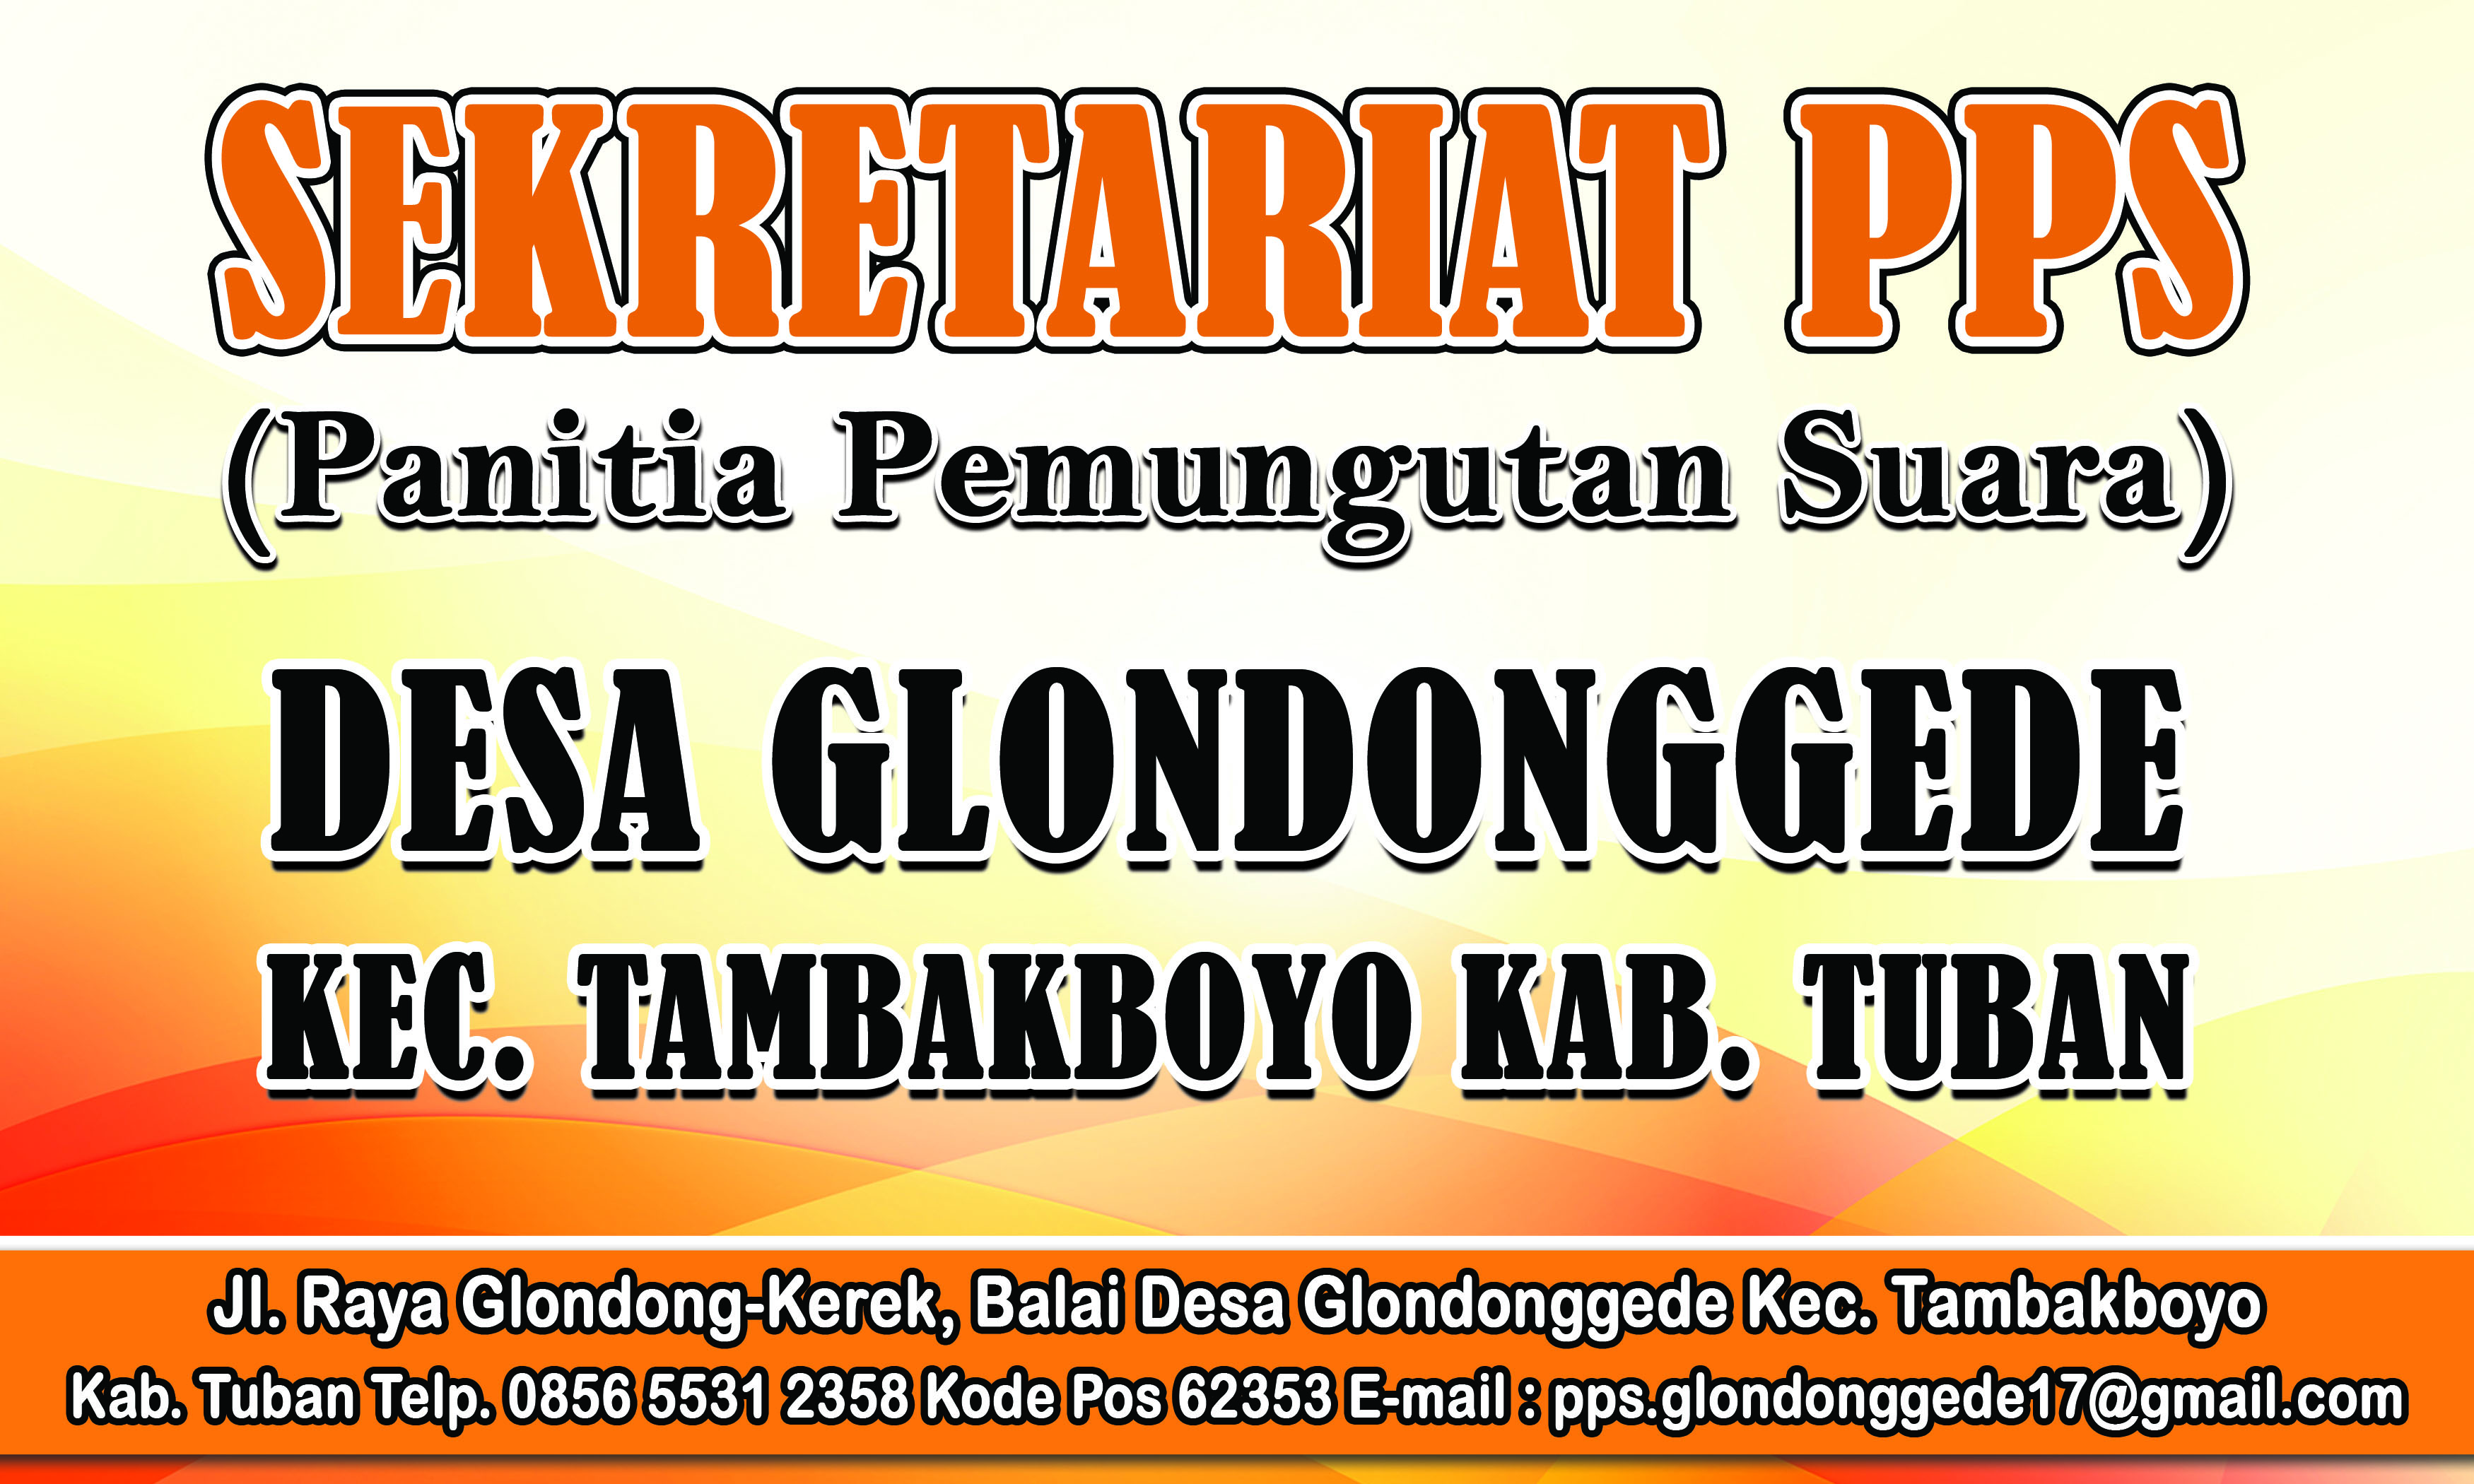 SEKRETARIAT PPS
(Panitia Pemungutan Suara)
DESA GLONDONGGEDE
KEC. TAMBAKBOYO KAB. TUBAN
Jl. Raya Glondong-Kerek, Balai Desa Glondonggede Kec. Tambakboyo
Kab. Tuban Telp. 0856 5531 2358 Kode Pos 62353 E-mail : pps.glondonggede17@gmail.com